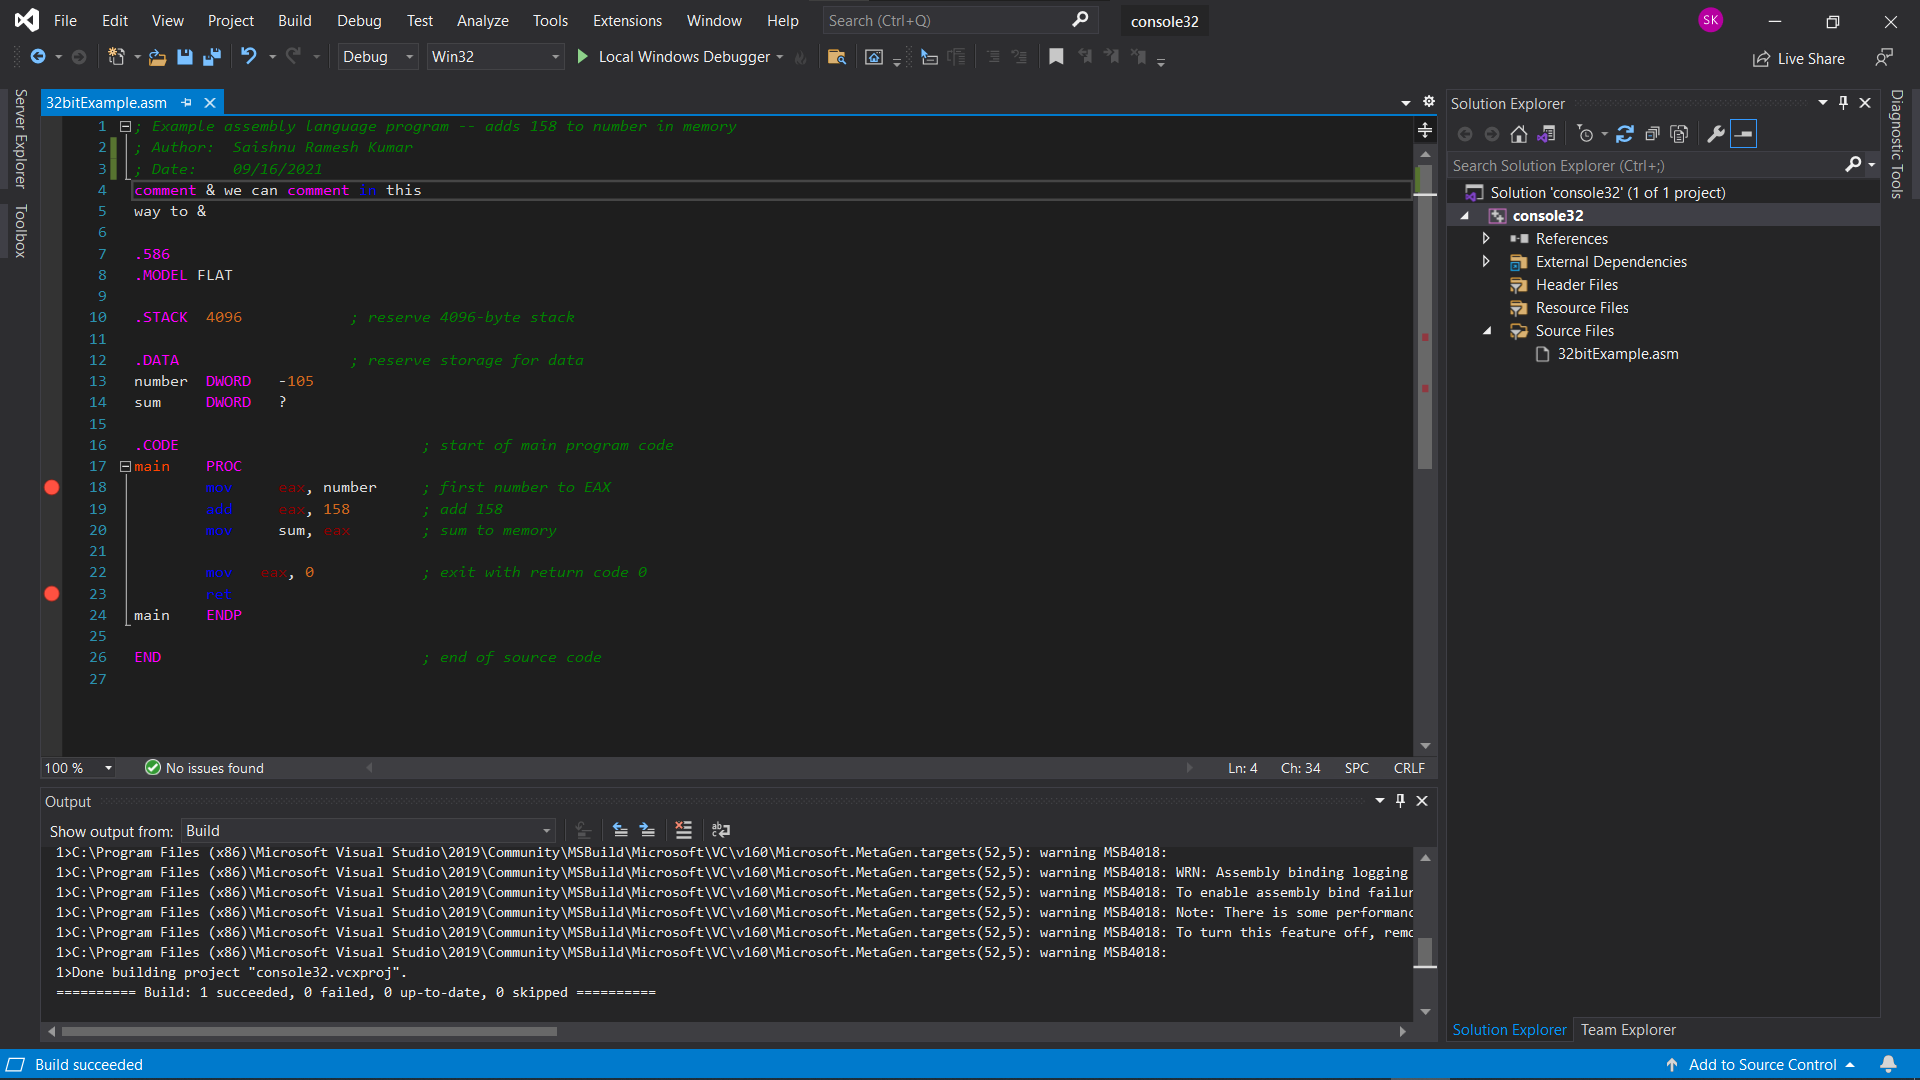 File Edit View Project Build Debug Test Analyze Tools Extensions Window Help Search (Ctrl+Q) console32 SK
Debug Win32 Local Windows Debugger Live Share
Server Explorer
Toolbox
32bitExample.asm
1 ; Example assembly language program -- adds 158 to number in memory
2 ; Author:  Saishnu Ramesh Kumar
3 ; Date:    09/16/2021
4 comment & we can comment in this
5 way to &
6
7 .586
8 .MODEL FLAT
9
10 .STACK  4096            ; reserve 4096-byte stack
11
12 .DATA                   ; reserve storage for data
13 number  DWORD   -105
14 sum     DWORD   ?
15
16 .CODE                           ; start of main program code
17 main    PROC
18         mov     eax, number     ; first number to EAX
19         add     eax, 158        ; add 158
20         mov     sum, eax        ; sum to memory
21
22         mov   eax, 0            ; exit with return code 0
23         ret
24 main    ENDP
25
26 END                             ; end of source code
27
100 % No issues found Ln: 4 Ch: 34 SPC CRLF
Output
Show output from: Build
1>C:\Program Files (x86)\Microsoft Visual Studio\2019\Community\MSBuild\Microsoft\VC\v160\Microsoft.MetaGen.targets(52,5): warning MSB4018:
1>C:\Program Files (x86)\Microsoft Visual Studio\2019\Community\MSBuild\Microsoft\VC\v160\Microsoft.MetaGen.targets(52,5): warning MSB4018: WRN: Assembly binding logging
1>C:\Program Files (x86)\Microsoft Visual Studio\2019\Community\MSBuild\Microsoft\VC\v160\Microsoft.MetaGen.targets(52,5): warning MSB4018: To enable assembly bind failur
1>C:\Program Files (x86)\Microsoft Visual Studio\2019\Community\MSBuild\Microsoft\VC\v160\Microsoft.MetaGen.targets(52,5): warning MSB4018: Note: There is some performanc
1>C:\Program Files (x86)\Microsoft Visual Studio\2019\Community\MSBuild\Microsoft\VC\v160\Microsoft.MetaGen.targets(52,5): warning MSB4018: To turn this feature off, remo
1>C:\Program Files (x86)\Microsoft Visual Studio\2019\Community\MSBuild\Microsoft\VC\v160\Microsoft.MetaGen.targets(52,5): warning MSB4018:
1>Done building project "console32.vcxproj".
========== Build: 1 succeeded, 0 failed, 0 up-to-date, 0 skipped ==========
Solution Explorer
Search Solution Explorer (Ctrl+;)
Solution 'console32' (1 of 1 project)
console32
References
External Dependencies
Header Files
Resource Files
Source Files
32bitExample.asm
Solution Explorer Team Explorer
Diagnostic Tools
Build succeeded Add to Source Control